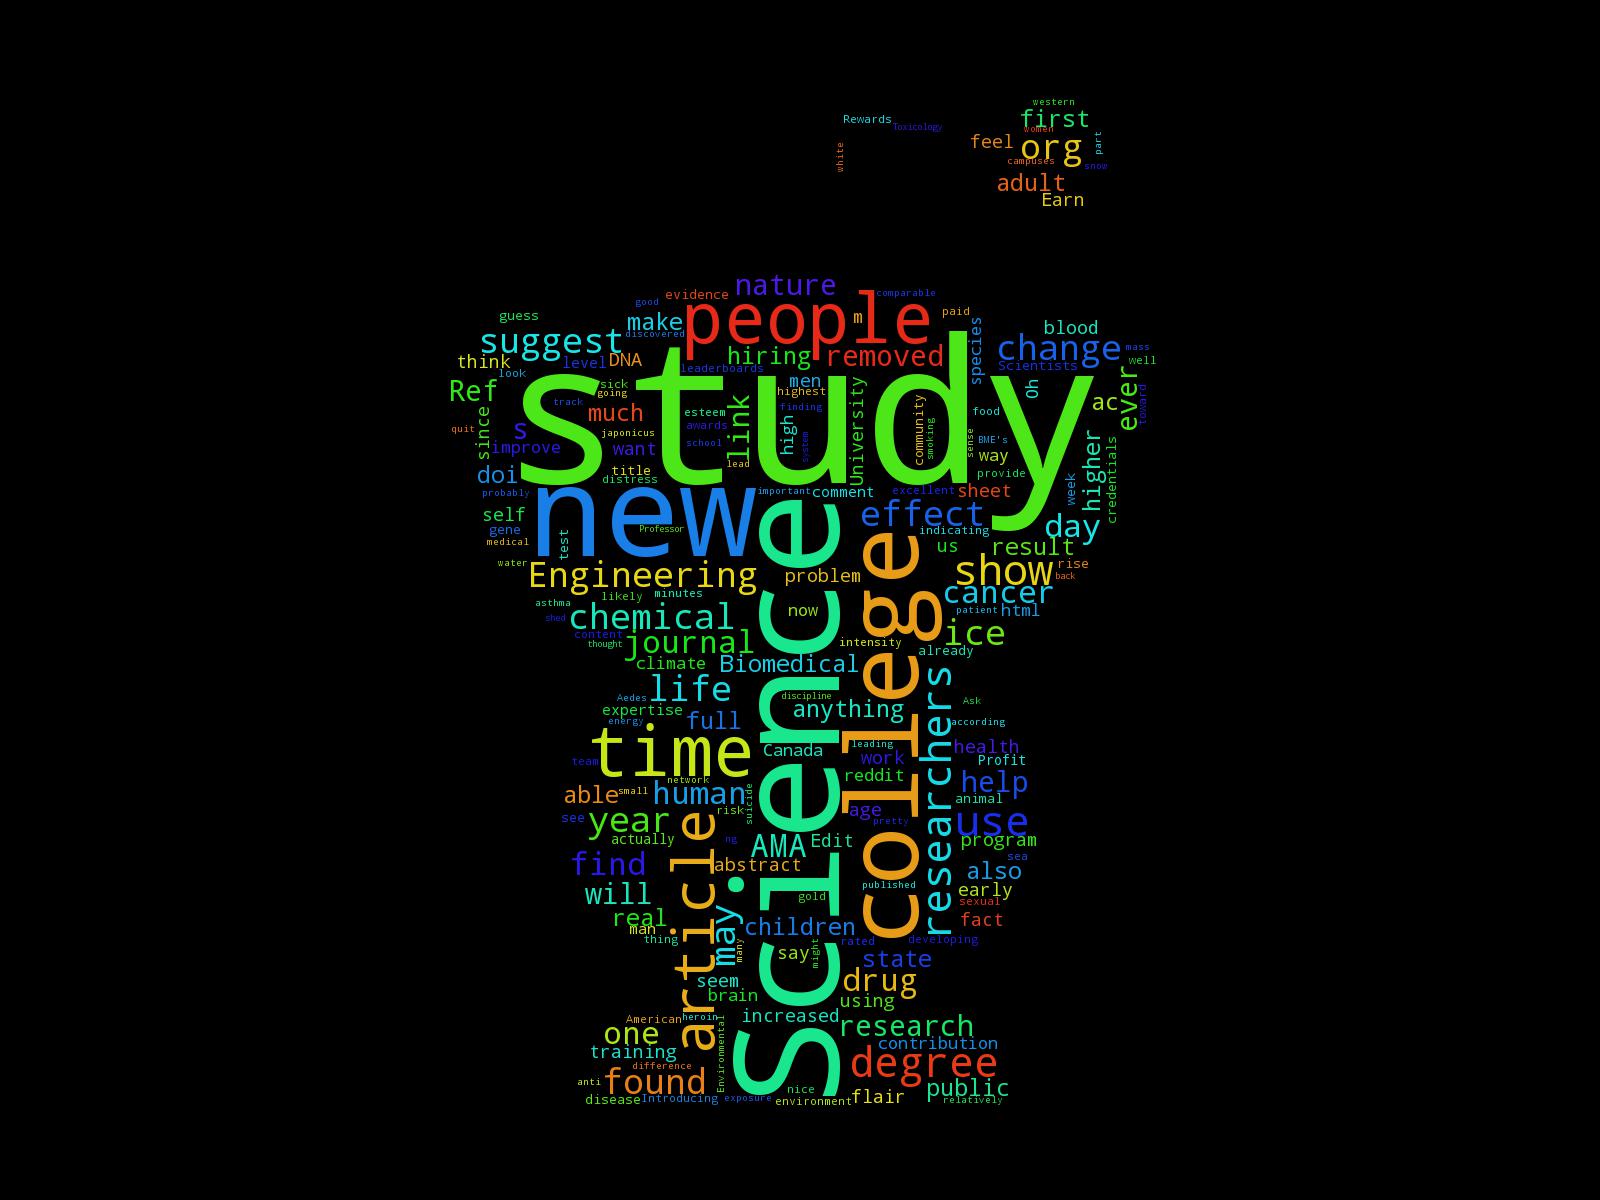 western
Rewards
first
Toxicology
women
feel
org
part
white
campuses
snow
adult
Earn
nature
evidence
comparable
good
people
m
paid
guess
make
discovered
blood
suggest
species
change
mass
hiring
removed
think
level
DNA
Scientists
well
look
leaderboards
study
Ref
sick
going
men
highest
Oh
ever
toward
track
much
esteem
link
finding
University
community
food
ac
quit
since
s
japonicus
awards
high
smoking
improve
want
school
system
sense
BME's
way
higher
lead
doi
title
distress
provide
week
credentials
probably
new
important
comment
excellent
sheet
self
effect
day
gene
test
Professor
indicating
medical
us
result
water
Engineering
problem
show
rise
back
asthma
likely
minutes
cancer
shed
chemical
now
patient
html
content
thought
journal
intensity
ice
already
climate
Biomedical
life
discipline
Aedes
Ask
expertise
anything
energy
full
according
time
Canada
leading
work
health
team
reddit
Profit
network
Science
college
researchers
able
small
human
suicide
help
animal
see
year
risk
age
pretty
use
actually
ng
AMA
Edit
program
find
article
abstract
sea
also
will
published
early
gold
sexual
real
may
children
fact
man
thing
many
rated
developing
say
might
state
seem
drug
brain
using
American
heroin
increased
research
one
Environmental
contribution
training
difference
degree
anti
found
public
nice
disease
Introducing
exposure
environment
flair
relatively